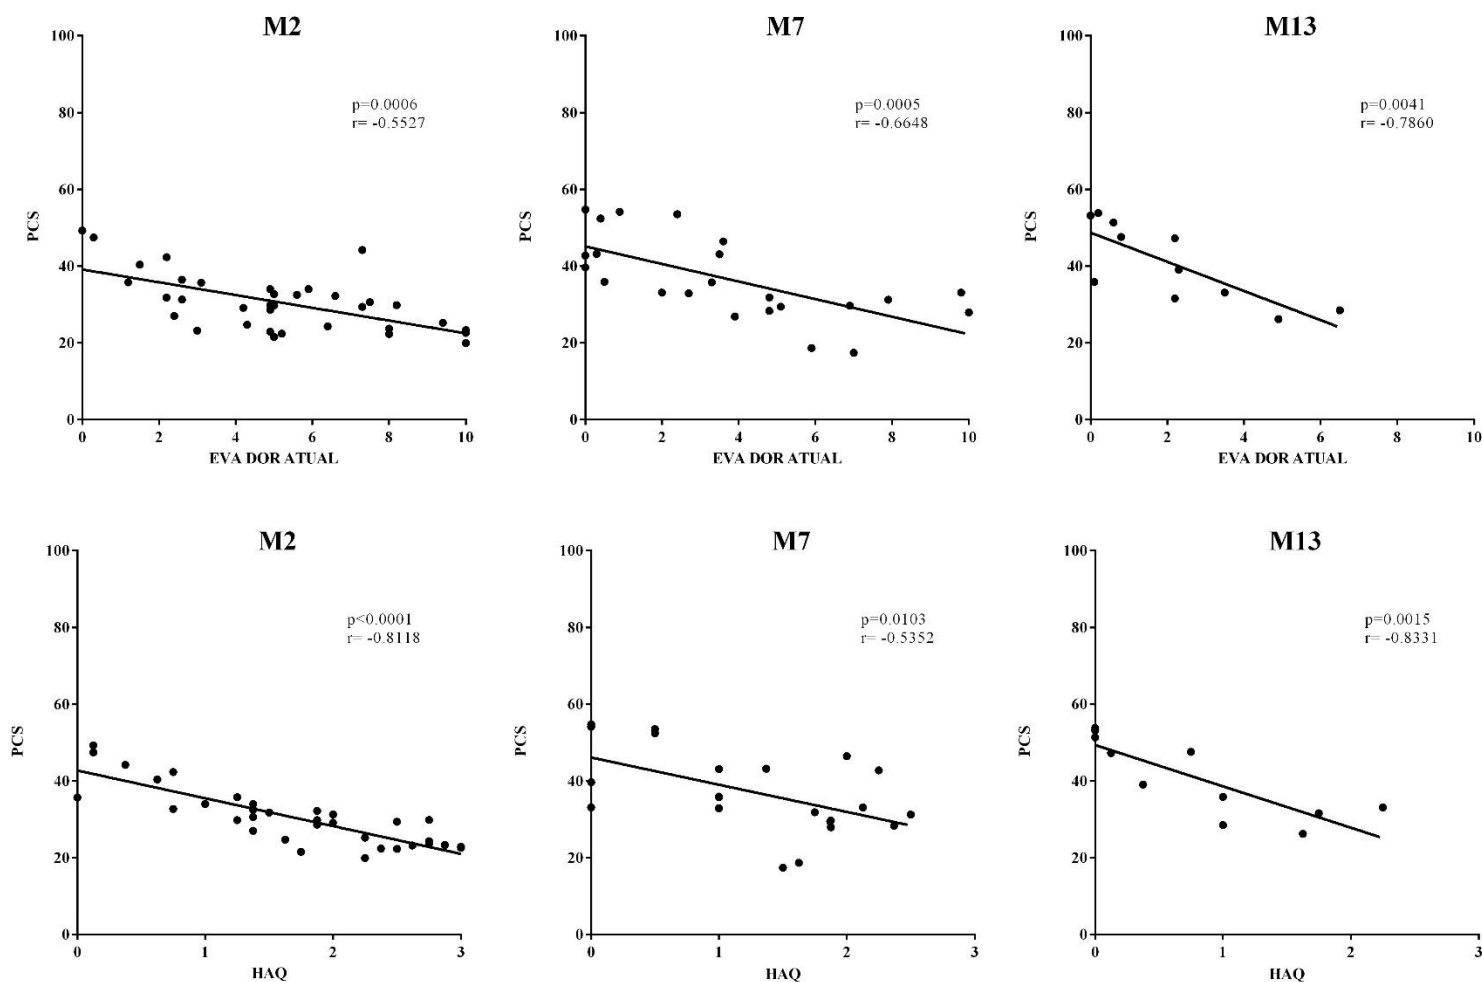 M2
100
80
60
40
20
0
PCS
p=0.0006
r= -0.5527
0 2 4 6 8 10
EVA DOR ATUAL
M7
100
80
60
40
20
0
PCS
p=0.0005
r= -0.6648
0 2 4 6 8 10
EVA DOR ATUAL
M13
100
80
60
40
20
0
PCS
p=0.0041
r= -0.7860
0 2 4 6 8 10
EVA DOR ATUAL
M2
100
80
60
40
20
0
PCS
p<0.0001
r= -0.8118
0 1 2 3
HAQ
M7
100
80
60
40
20
0
PCS
p=0.0103
r= -0.5352
0 1 2 3
HAQ
M13
100
80
60
40
20
0
PCS
p=0.0015
r= -0.8331
0 1 2 3
HAQ